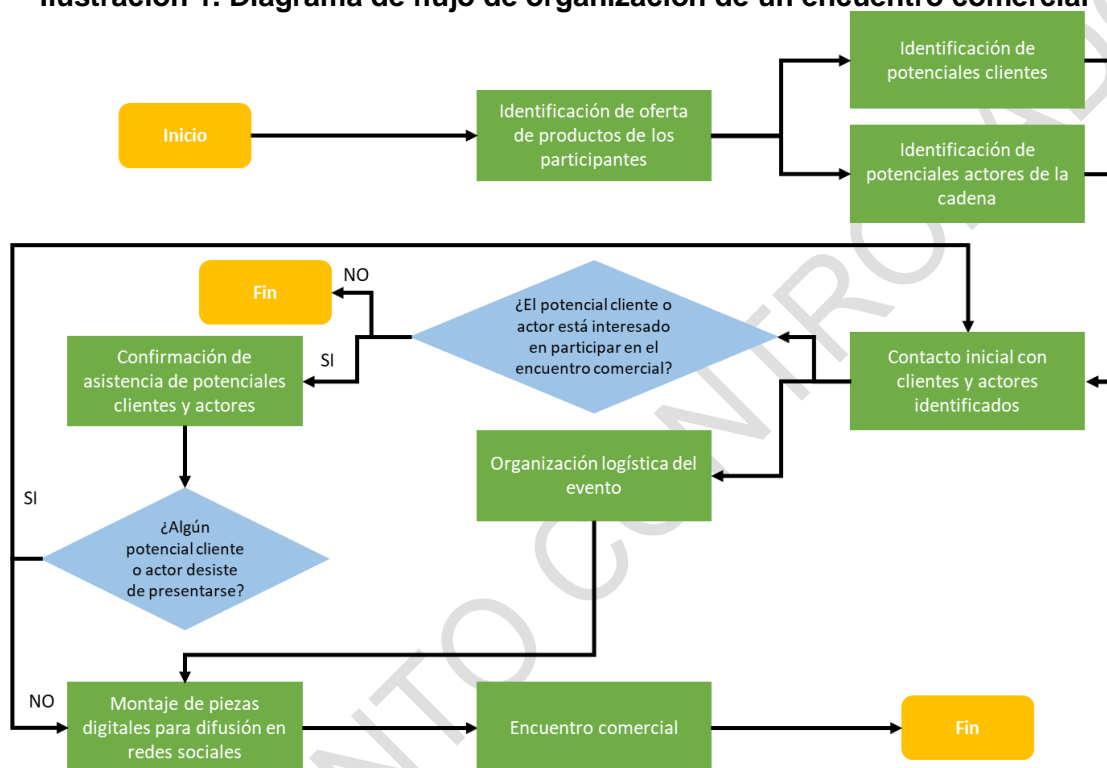 Ilustración 1. Diagrama de flujo de organización de un encuentro comercial
Identificación de
potenciales clientes
Inicio
Identificación de oferta
de productos de los
participantes
Identificación de
potenciales actores de la
cadena
Fin
NO
¿El potencial cliente o
actor está interesado
en participar en el
encuentro comercial?
SI
Confirmación de
asistencia de potenciales
clientes y actores
Contacto inicial con
clientes y actores
identificados
Organización logística del
evento
SI
¿Algún
potencial cliente
o actor desiste
de presentarse?
NO
Montaje de piezas
digitales para difusión en
redes sociales
Encuentro comercial
Fin